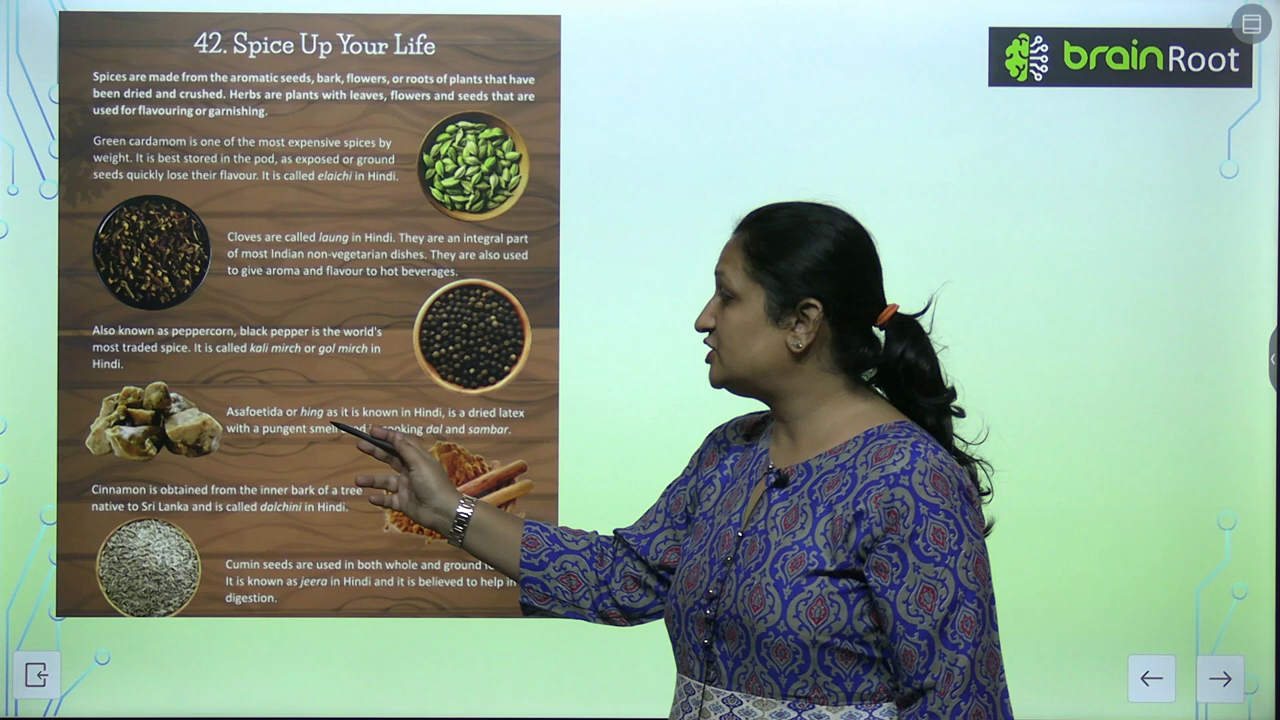 42. Spice Up Your Life
Spices are made from the aromatic seeds, bark, flowers, or roots of plants that have
been dried and crushed. Herbs are plants with leaves, flowers and seeds that are
used for flavouring or garnishing.
Green cardamom is one of the most expensive spices by
weight. It is best stored in the pod, as exposed or ground
seeds quickly lose their flavour. It is called elaichi in Hindi.
Cloves are called laung in Hindi. They are an integral part
of most Indian non-vegetarian dishes. They are also used
to give aroma and flavour to hot beverages.
Also known as peppercorn, black pepper is the world's
most traded spice. It is called kali mirch or gol mirch in
Hindi.
Asafoetida or hing as it is known in Hindi, is a dried latex
with a pungent smell cooking dal and sambar.
Cinnamon is obtained from the inner bark of a tree
native to Sri Lanka and is called dalchini in Hindi.
Cumin seeds are used in both whole and ground
It is known as jeera in Hindi and it is believed to help in
digestion.
brainRoot